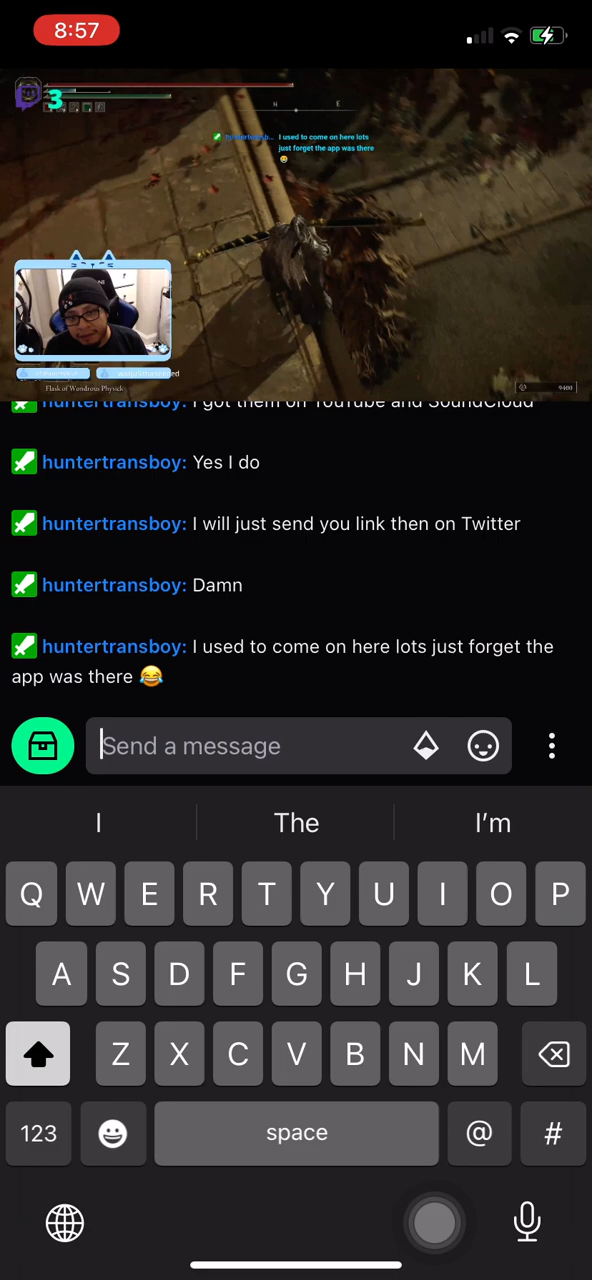 8:57
3
N
E
I used to come on here lots
just forget the app was there
😂
Flask of Wondrous Physick
9400
huntertransboy: I got them on YouTube and SoundCloud
huntertransboy: Yes I do
huntertransboy: I will just send you link then on Twitter
huntertransboy: Damn
huntertransboy: I used to come on here lots just forget the
app was there 😂
Send a message
I The I'm
Q W E R T Y U I O P
A S D F G H J K L
Z X C V B N M
123 space @ #